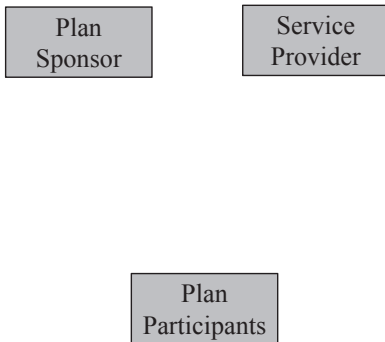 Plan
Sponsor
Service
Provider
Plan
Participants